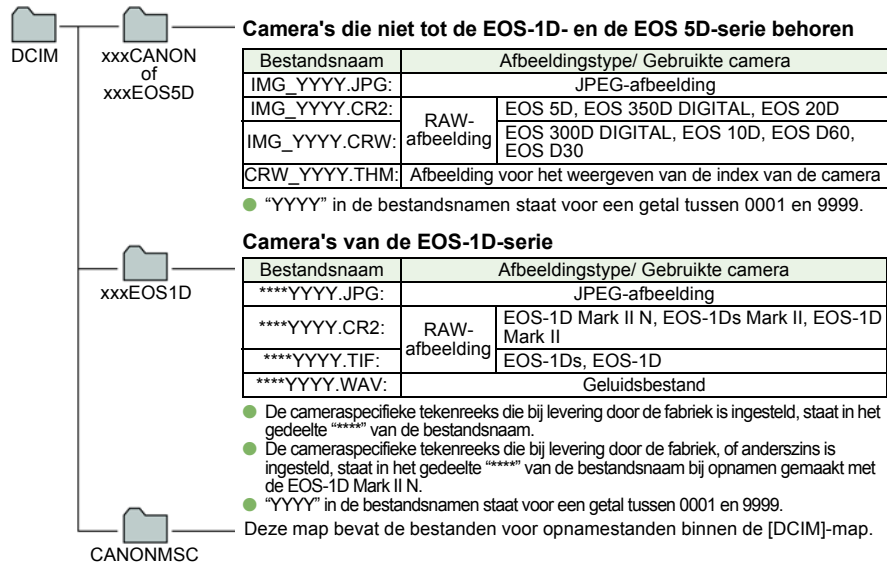 DCIM
xxxCANON
of
xxxEOS5D
Camera's die niet tot de EOS-1D- en de EOS 5D-serie behoren
Bestandsnaam Afbeeldingstype/ Gebruikte camera
IMG_YYYY.JPG: JPEG-afbeelding
IMG_YYYY.CR2: RAW-afbeelding EOS 5D, EOS 350D DIGITAL, EOS 20D
IMG_YYYY.CRW: EOS 300D DIGITAL, EOS 10D, EOS D60,
EOS D30
CRW_YYYY.THM: Afbeelding voor het weergeven van de index van de camera
● “YYYY” in de bestandsnamen staat voor een getal tussen 0001 en 9999.
xxxEOS1D
Camera's van de EOS-1D-serie
Bestandsnaam Afbeeldingstype/ Gebruikte camera
****YYYY.JPG: JPEG-afbeelding
****YYYY.CR2: RAW-afbeelding EOS-1D Mark II N, EOS-1Ds Mark II, EOS-1D
Mark II
****YYYY.TIF: EOS-1Ds, EOS-1D
****YYYY.WAV: Geluidsbestand
● De cameraspecifieke tekenreeks die bij levering door de fabriek is ingesteld, staat in het
gedeelte “****” van de bestandsnaam.
● De cameraspecifieke tekenreeks die bij levering door de fabriek, of anderszins is
ingesteld, staat in het gedeelte “****” van de bestandsnaam bij opnamen gemaakt met
de EOS-1D Mark II N.
● “YYYY” in de bestandsnamen staat voor een getal tussen 0001 en 9999.
CANONMSC
Deze map bevat de bestanden voor opnamestanden binnen de [DCIM]-map.